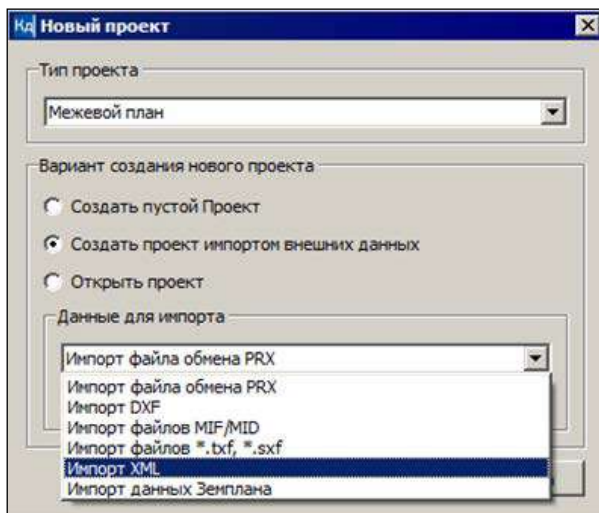 Кд Новый проект
Тип проекта
Межевой план
Вариант создания нового проекта
Создать пустой Проект
Создать проект импортом внешних данных
Открыть проект
Данные для импорта
Импорт файла обмена PRX
Импорт файла обмена PRX
Импорт DXF
Импорт файлов MIF/MID
Импорт файлов *.txf, *.sxf
Импорт XML
Импорт данных Земплана